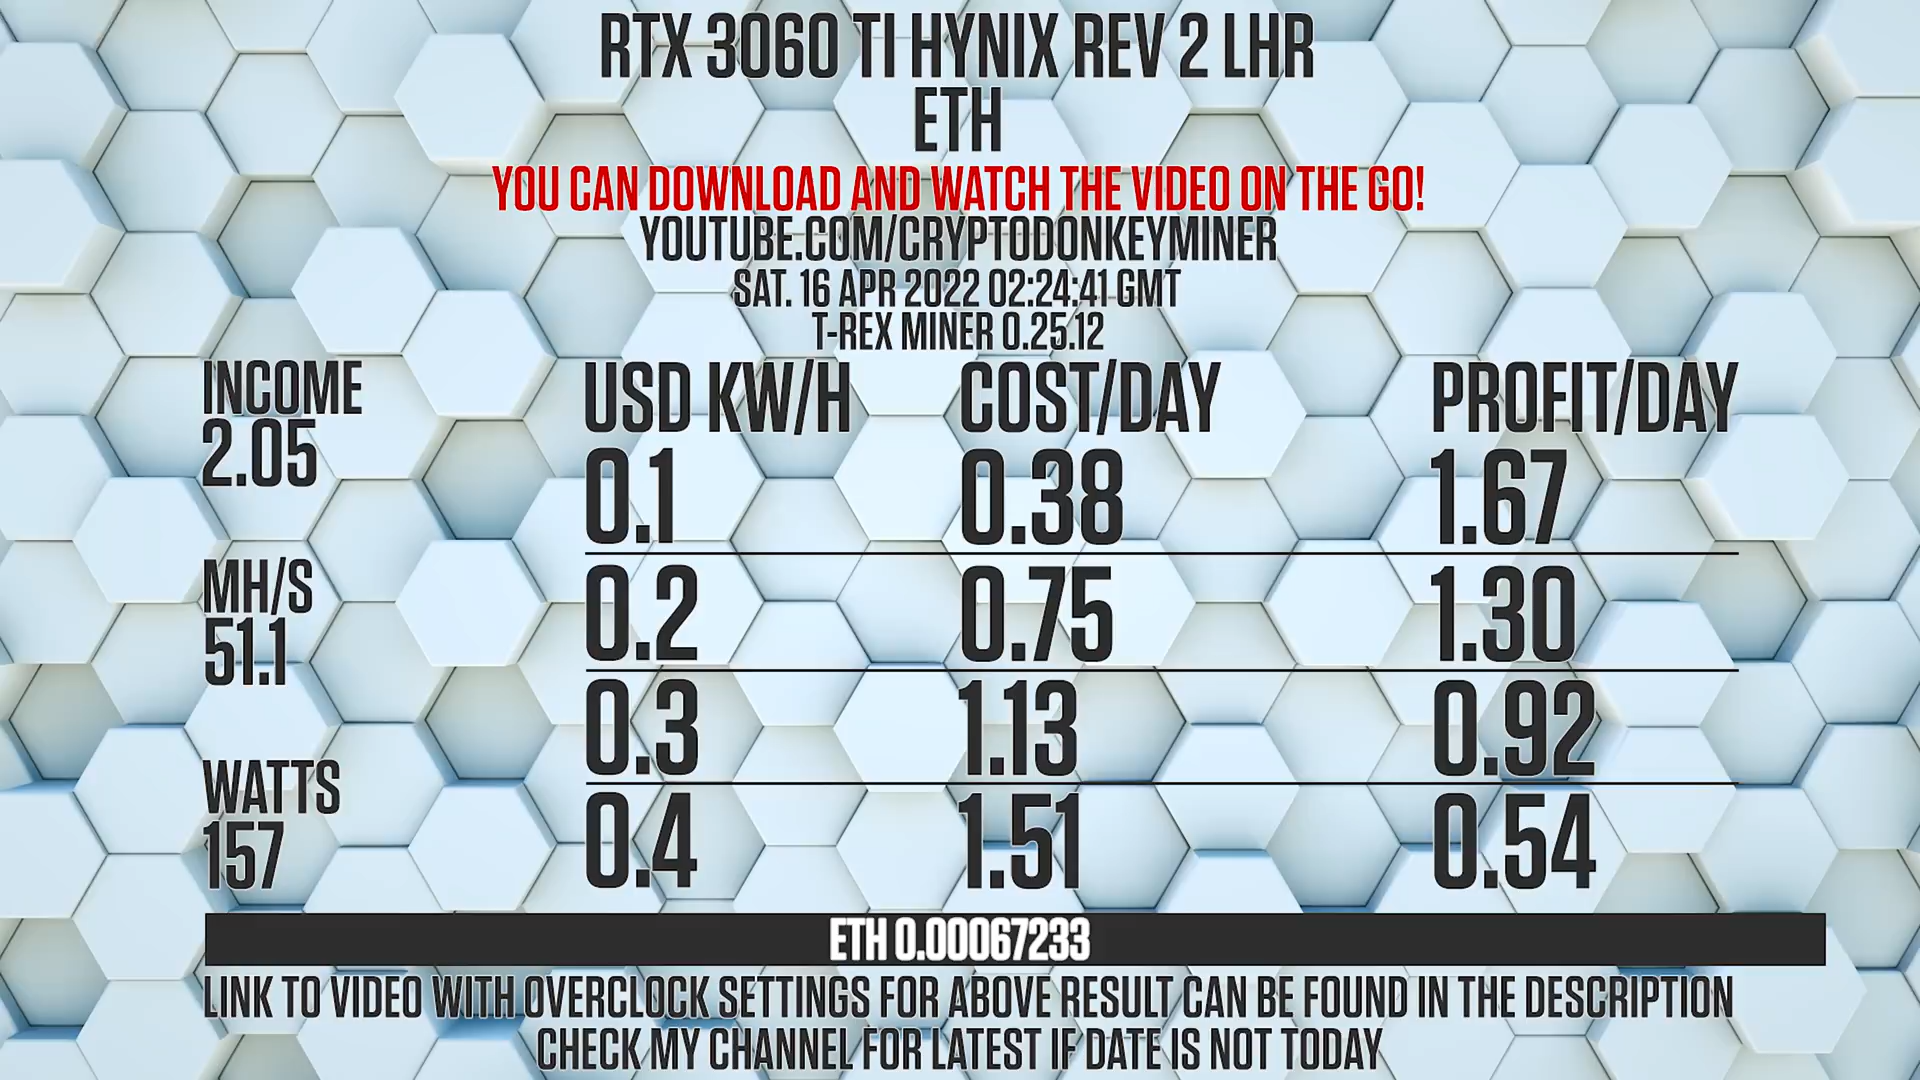 RTX 3060 TI HYNIX REV 2 LHR
ETH
YOU CAN DOWNLOAD AND WATCH THE VIDEO ON THE GO!
YOUTUBE.COM/CRYPTODONKEYMINER
SAT. 16 APR 2022 02:24:41 GMT
T-REX MINER 0.25.12
INCOME
2.05
MH/S
51.1
WATTS
157
USD KW/H COST/DAY PROFIT/DAY
0.1 0.38 1.67
0.2 0.75 1.30
0.3 1.13 0.92
0.4 1.51 0.54
ETH 0.00067233
LINK TO VIDEO WITH OVERCLOCK SETTINGS FOR ABOVE RESULT CAN BE FOUND IN THE DESCRIPTION
CHECK MY CHANNEL FOR LATEST IF DATE IS NOT TODAY